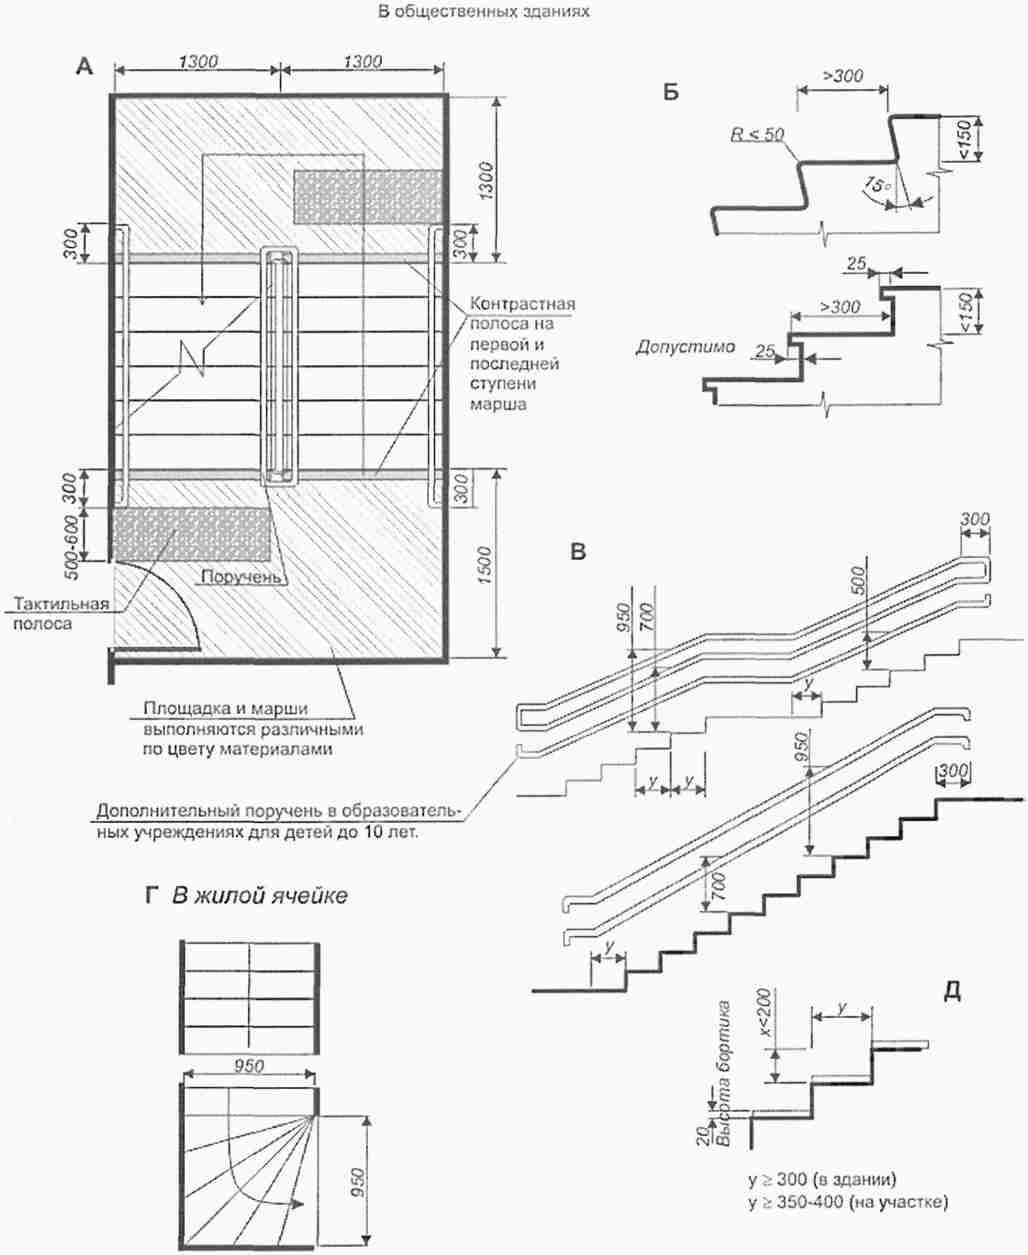 В общественных зданиях
А
1300
1300
1300
300
300
Контрастная
полоса на
первой и
последней
ступени
марша
300
300
500-600
1500
Поручень
Тактильная
полоса
Площадка и марши
выполняются различными
по цвету материалами
Б
>300
R ≤ 50
<150
15°
25
>300
<150
Допустимо
25
В
300
950
700
500
y
y
y
950
300
700
y
Дополнительный поручень в образователь-
ных учреждениях для детей до 10 лет.
Г В жилой ячейке
950
950
Д
x<200
y
Высота бортика
20
y ≥ 300 (в здании)
y ≥ 350-400 (на участке)